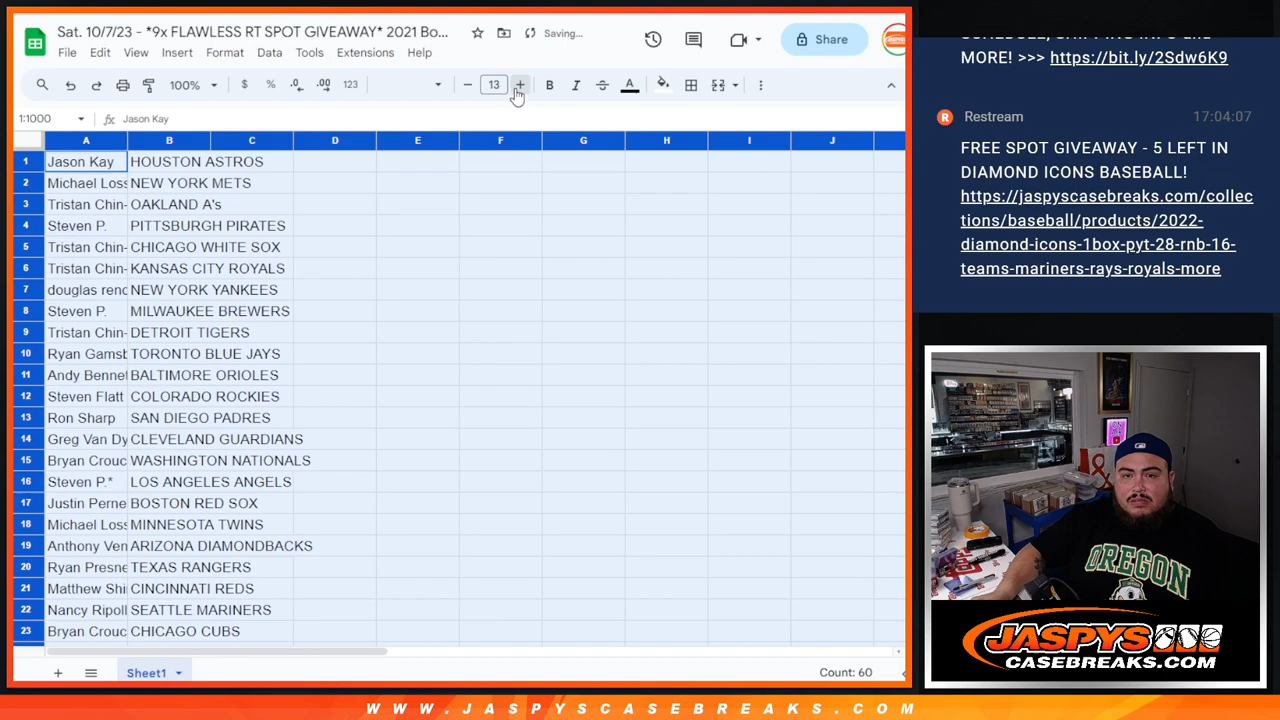 Sat. 10/7/23 - *9x FLAWLESS RT SPOT GIVEAWAY* 2021 Bo...
Saving...
File Edit View Insert Format Data Tools Extensions Help
Share
100% $ % .0 .00 123 13 B I S A
1:1000 fx Jason Kay
A B C D E F G H I J
1 Jason Kay HOUSTON ASTROS
2 Michael Loss NEW YORK METS
3 Tristan Chin- OAKLAND A's
4 Steven P. PITTSBURGH PIRATES
5 Tristan Chin- CHICAGO WHITE SOX
6 Tristan Chin- KANSAS CITY ROYALS
7 douglas reno NEW YORK YANKEES
8 Steven P. MILWAUKEE BREWERS
9 Tristan Chin- DETROIT TIGERS
10 Ryan Gamsb TORONTO BLUE JAYS
11 Andy Bennet BALTIMORE ORIOLES
12 Steven Flatt COLORADO ROCKIES
13 Ron Sharp SAN DIEGO PADRES
14 Greg Van Dy CLEVELAND GUARDIANS
15 Bryan Crouc WASHINGTON NATIONALS
16 Steven P.* LOS ANGELES ANGELS
17 Justin Perne BOSTON RED SOX
18 Michael Loss MINNESOTA TWINS
19 Anthony Ven ARIZONA DIAMONDBACKS
20 Ryan Presne TEXAS RANGERS
21 Matthew Shi CINCINNATI REDS
22 Nancy Ripoll SEATTLE MARINERS
23 Bryan Crouc CHICAGO CUBS
Sheet1
Count: 60
MORE! >>> https://bit.ly/2Sdw6K9
Restream 17:04:07
FREE SPOT GIVEAWAY - 5 LEFT IN
DIAMOND ICONS BASEBALL!
https://jaspyscasebreaks.com/collec
tions/baseball/products/2022-
diamond-icons-1box-pyt-28-rnb-16-
teams-mariners-rays-royals-more
OREGON
JASPYS
CASEBREAKS.COM
WWW.JASPYSCASEBREAKS.COM